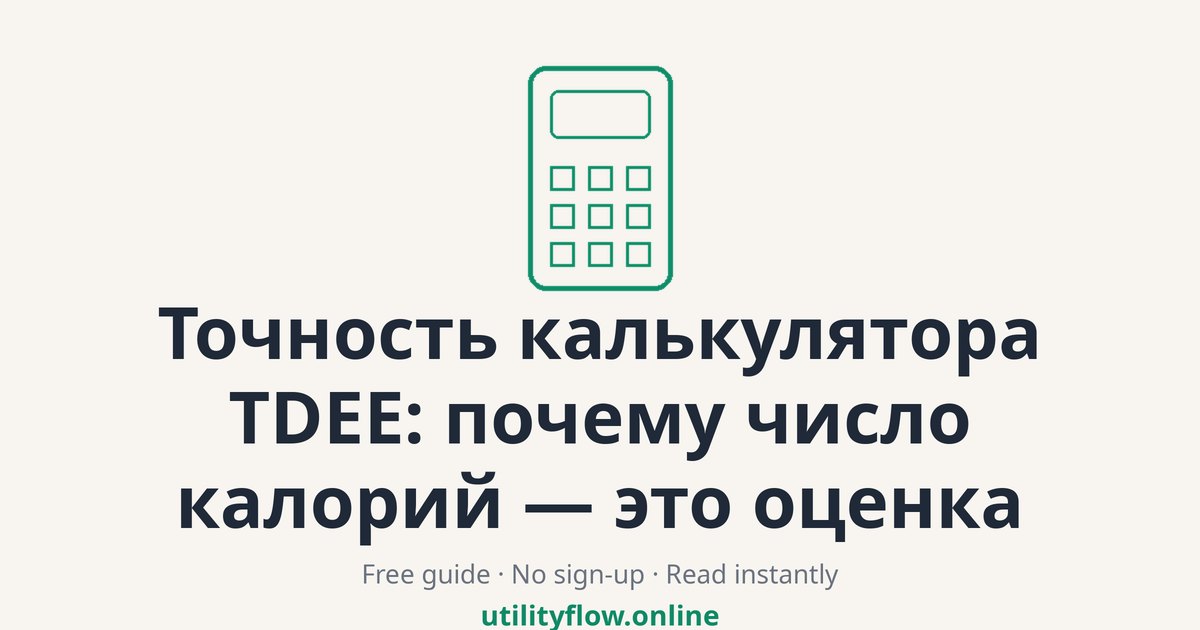 Точность калькулятора
TDEE: почему число
калорий — это оценка
Free guide · No sign-up · Read instantly
utilityflow.online